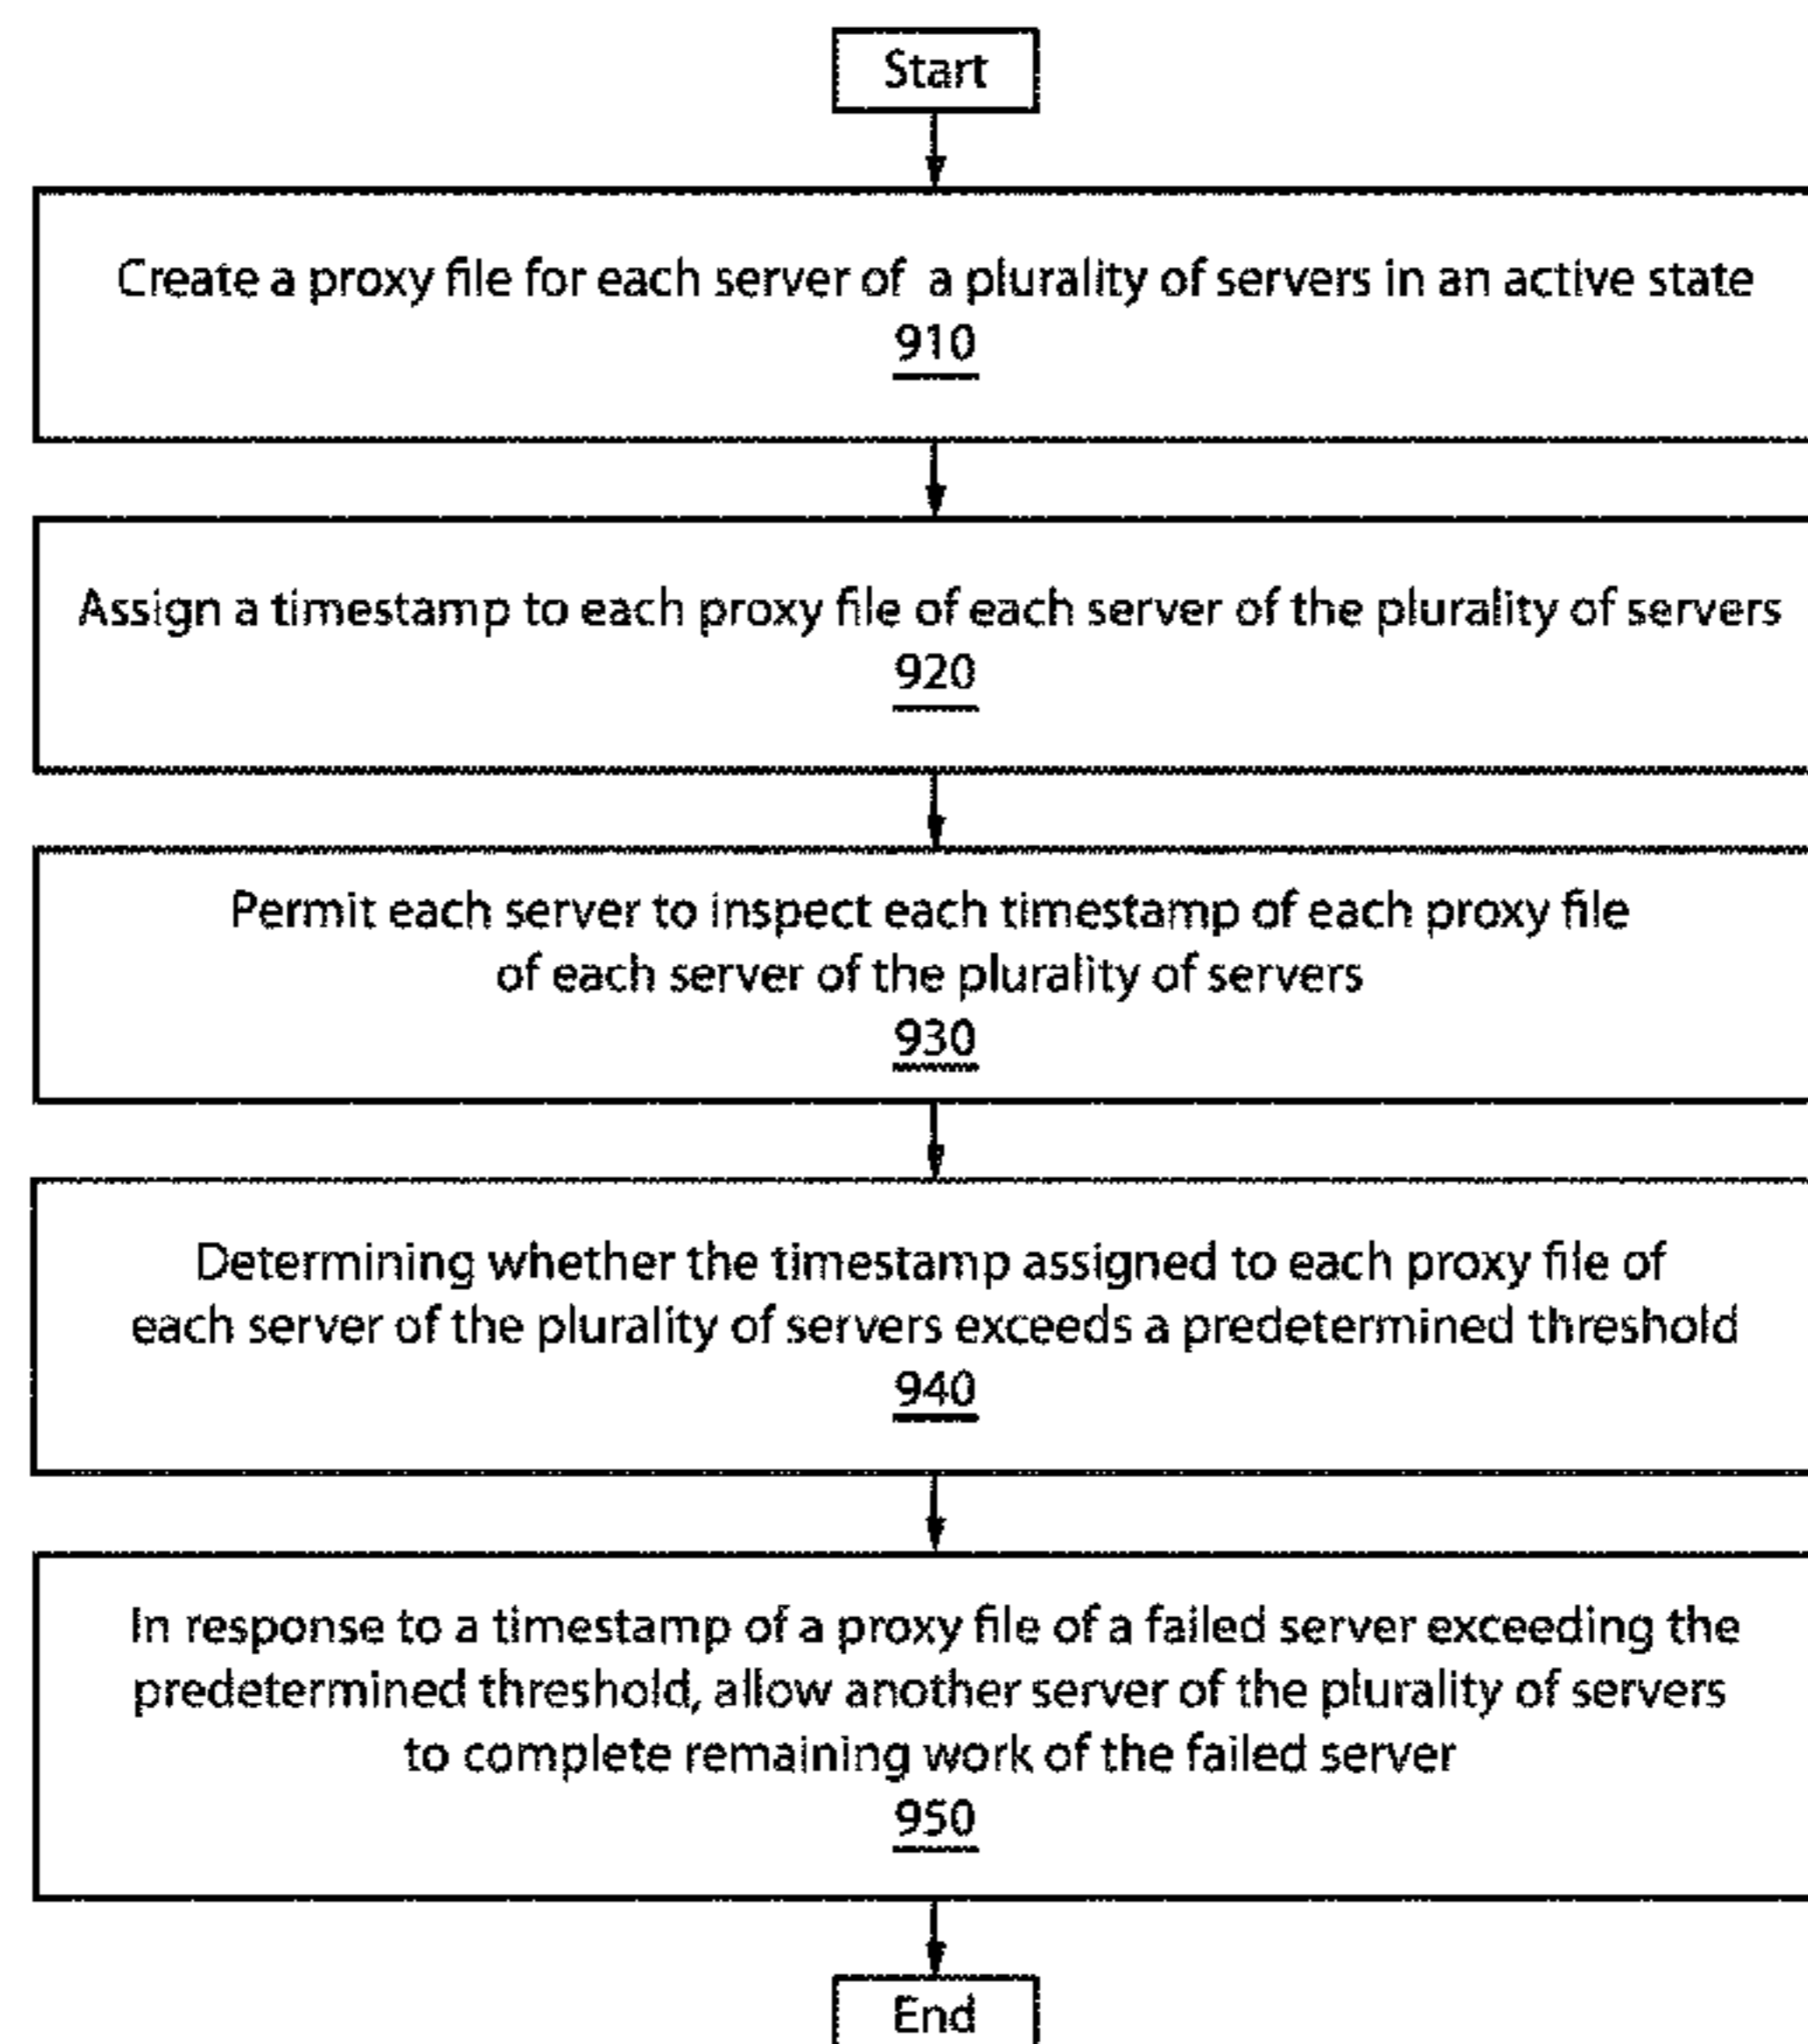 Start
Create a proxy file for each server of a plurality of servers in an active state
910
Assign a timestamp to each proxy file of each server of the plurality of servers
920
Permit each server to inspect each timestamp of each proxy file
of each server of the plurality of servers
930
Determining whether the timestamp assigned to each proxy file of
each server of the plurality of servers exceeds a predetermined threshold
940
In response to a timestamp of a proxy file of a failed server exceeding the
predetermined threshold, allow another server of the plurality of servers
to complete remaining work of the failed server
950
End